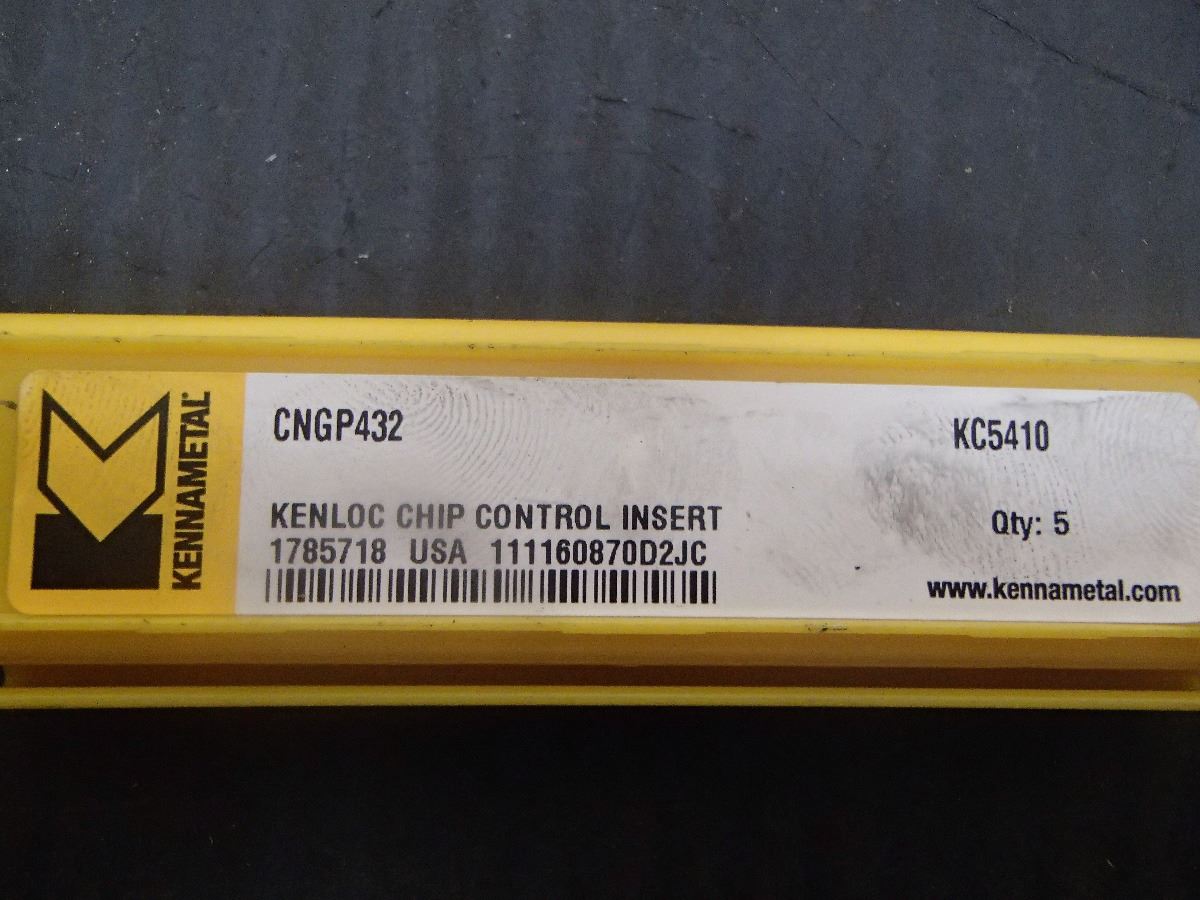 KENNAMETAL
CNGP432
KC5410
KENLOC CHIP CONTROL INSERT
Qty: 5
1785718 USA 111160870D2JC
www.kennametal.com